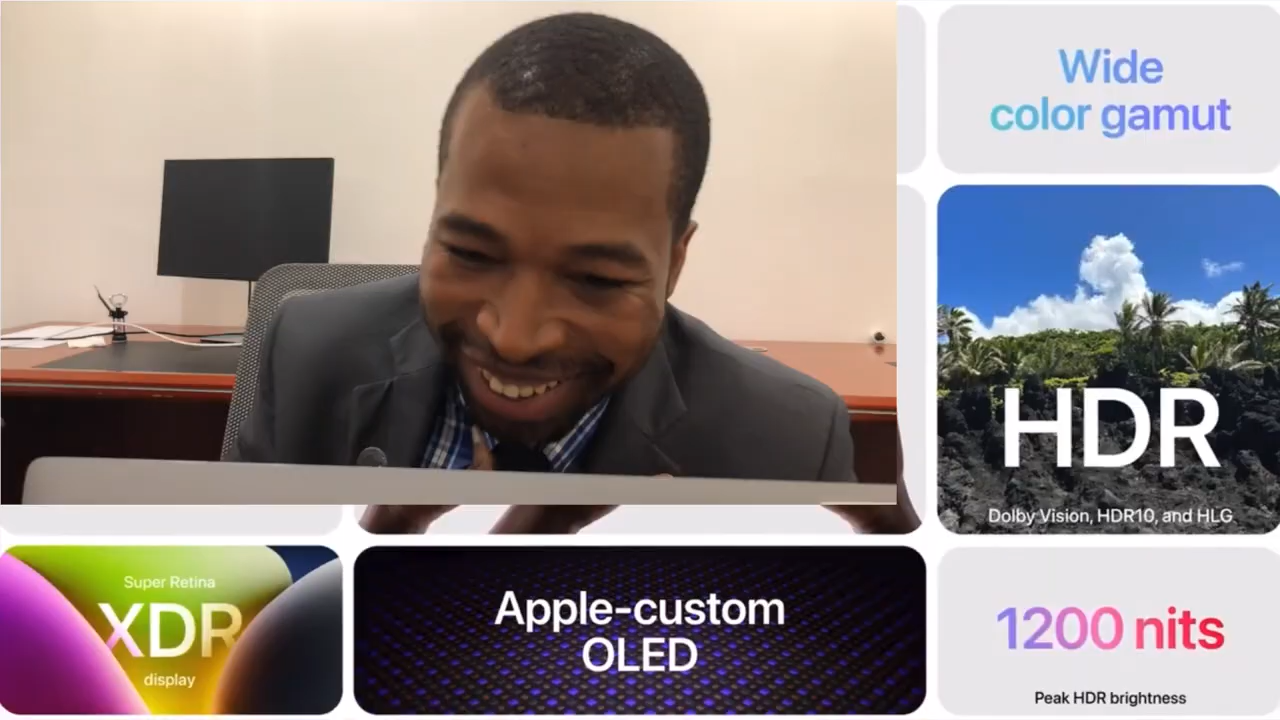 Wide
color gamut
HDR
Dolby Vision, HDR10, and HLG
Super Retina
XDR
display
Apple-custom
OLED
1200 nits
Peak HDR brightness